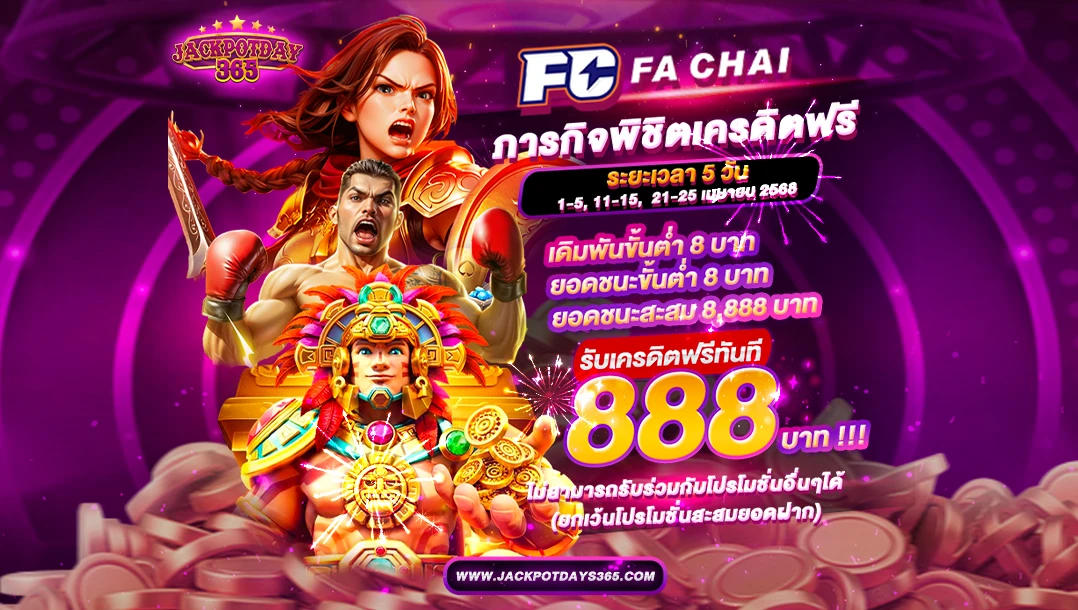 JACKPOTDAY
365
FC FA CHAI
ภารกิจพิชิตเครดิตฟรี
ระยะเวลา 5 วัน
1-5, 11-15, 21-25 เมษายน 2568
เดิมพันขั้นต่ำ 8 บาท
ยอดชนะขั้นต่ำ 8 บาท
ยอดชนะสะสม 8,888 บาท
รับเครดิตฟรีทันที
888 บาท !!!
ไม่สามารถรับร่วมกับโปรโมชั่นอื่นๆได้
(ยกเว้นโปรโมชั่นสะสมยอดฝาก)
WWW.JACKPOTDAYS365.COM